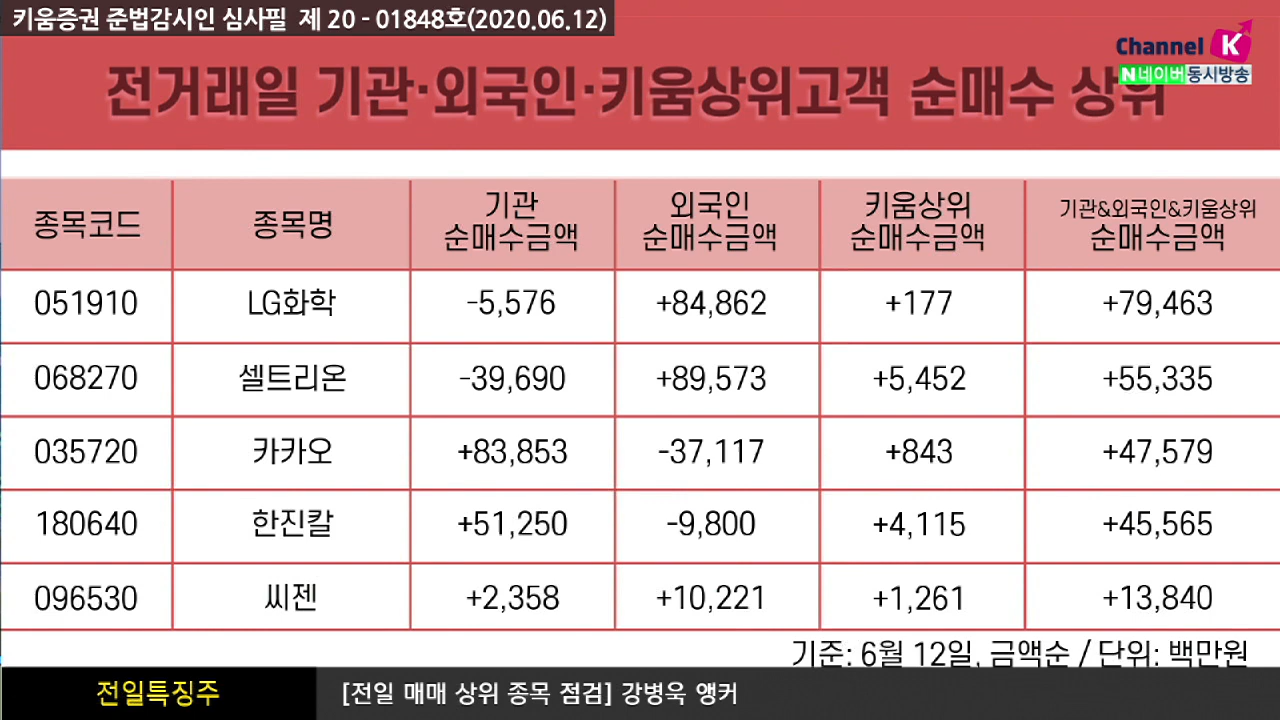 키움증권 준법감시인 심사필 제 20 - 01848호(2020.06.12)
Channel K
N 네이버 동시방송
전거래일 기관·외국인·키움상위고객 순매수 상위
종목코드 종목명 기관 순매수금액 외국인 순매수금액 키움상위 순매수금액 기관&외국인&키움상위 순매수금액
051910 LG화학 -5,576 +84,862 +177 +79,463
068270 셀트리온 -39,690 +89,573 +5,452 +55,335
035720 카카오 +83,853 -37,117 +843 +47,579
180640 한진칼 +51,250 -9,800 +4,115 +45,565
096530 씨젠 +2,358 +10,221 +1,261 +13,840
기준: 6월 12일, 금액순 / 단위: 백만원
전일특징주 [전일 매매 상위 종목 점검] 강병욱 앵커